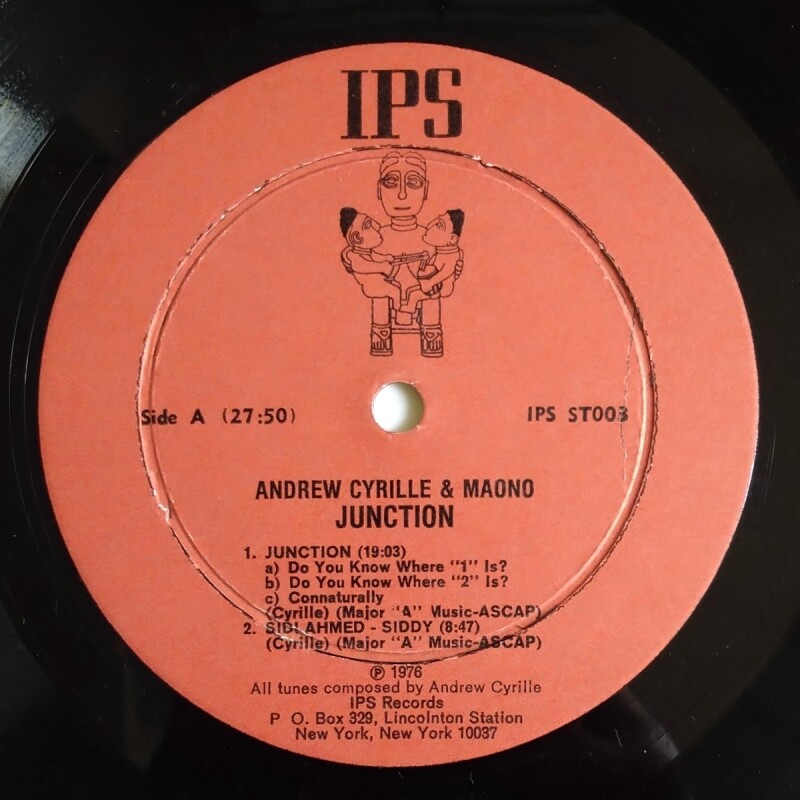 IPS
Side A (27:50)
IPS ST003
ANDREW CYRILLE & MAONO
JUNCTION
1. JUNCTION (19:03)
a) Do You Know Where "1" Is?
b) Do You Know Where "2" Is?
c) Connaturally
(Cyrille) (Major "A" Music-ASCAP)
2. SIDI AHMED - SIDDY (8:47)
(Cyrille) (Major "A" Music-ASCAP)
℗ 1976
All tunes composed by Andrew Cyrille
IPS Records
P O. Box 329, Lincolnton Station
New York, New York 10037